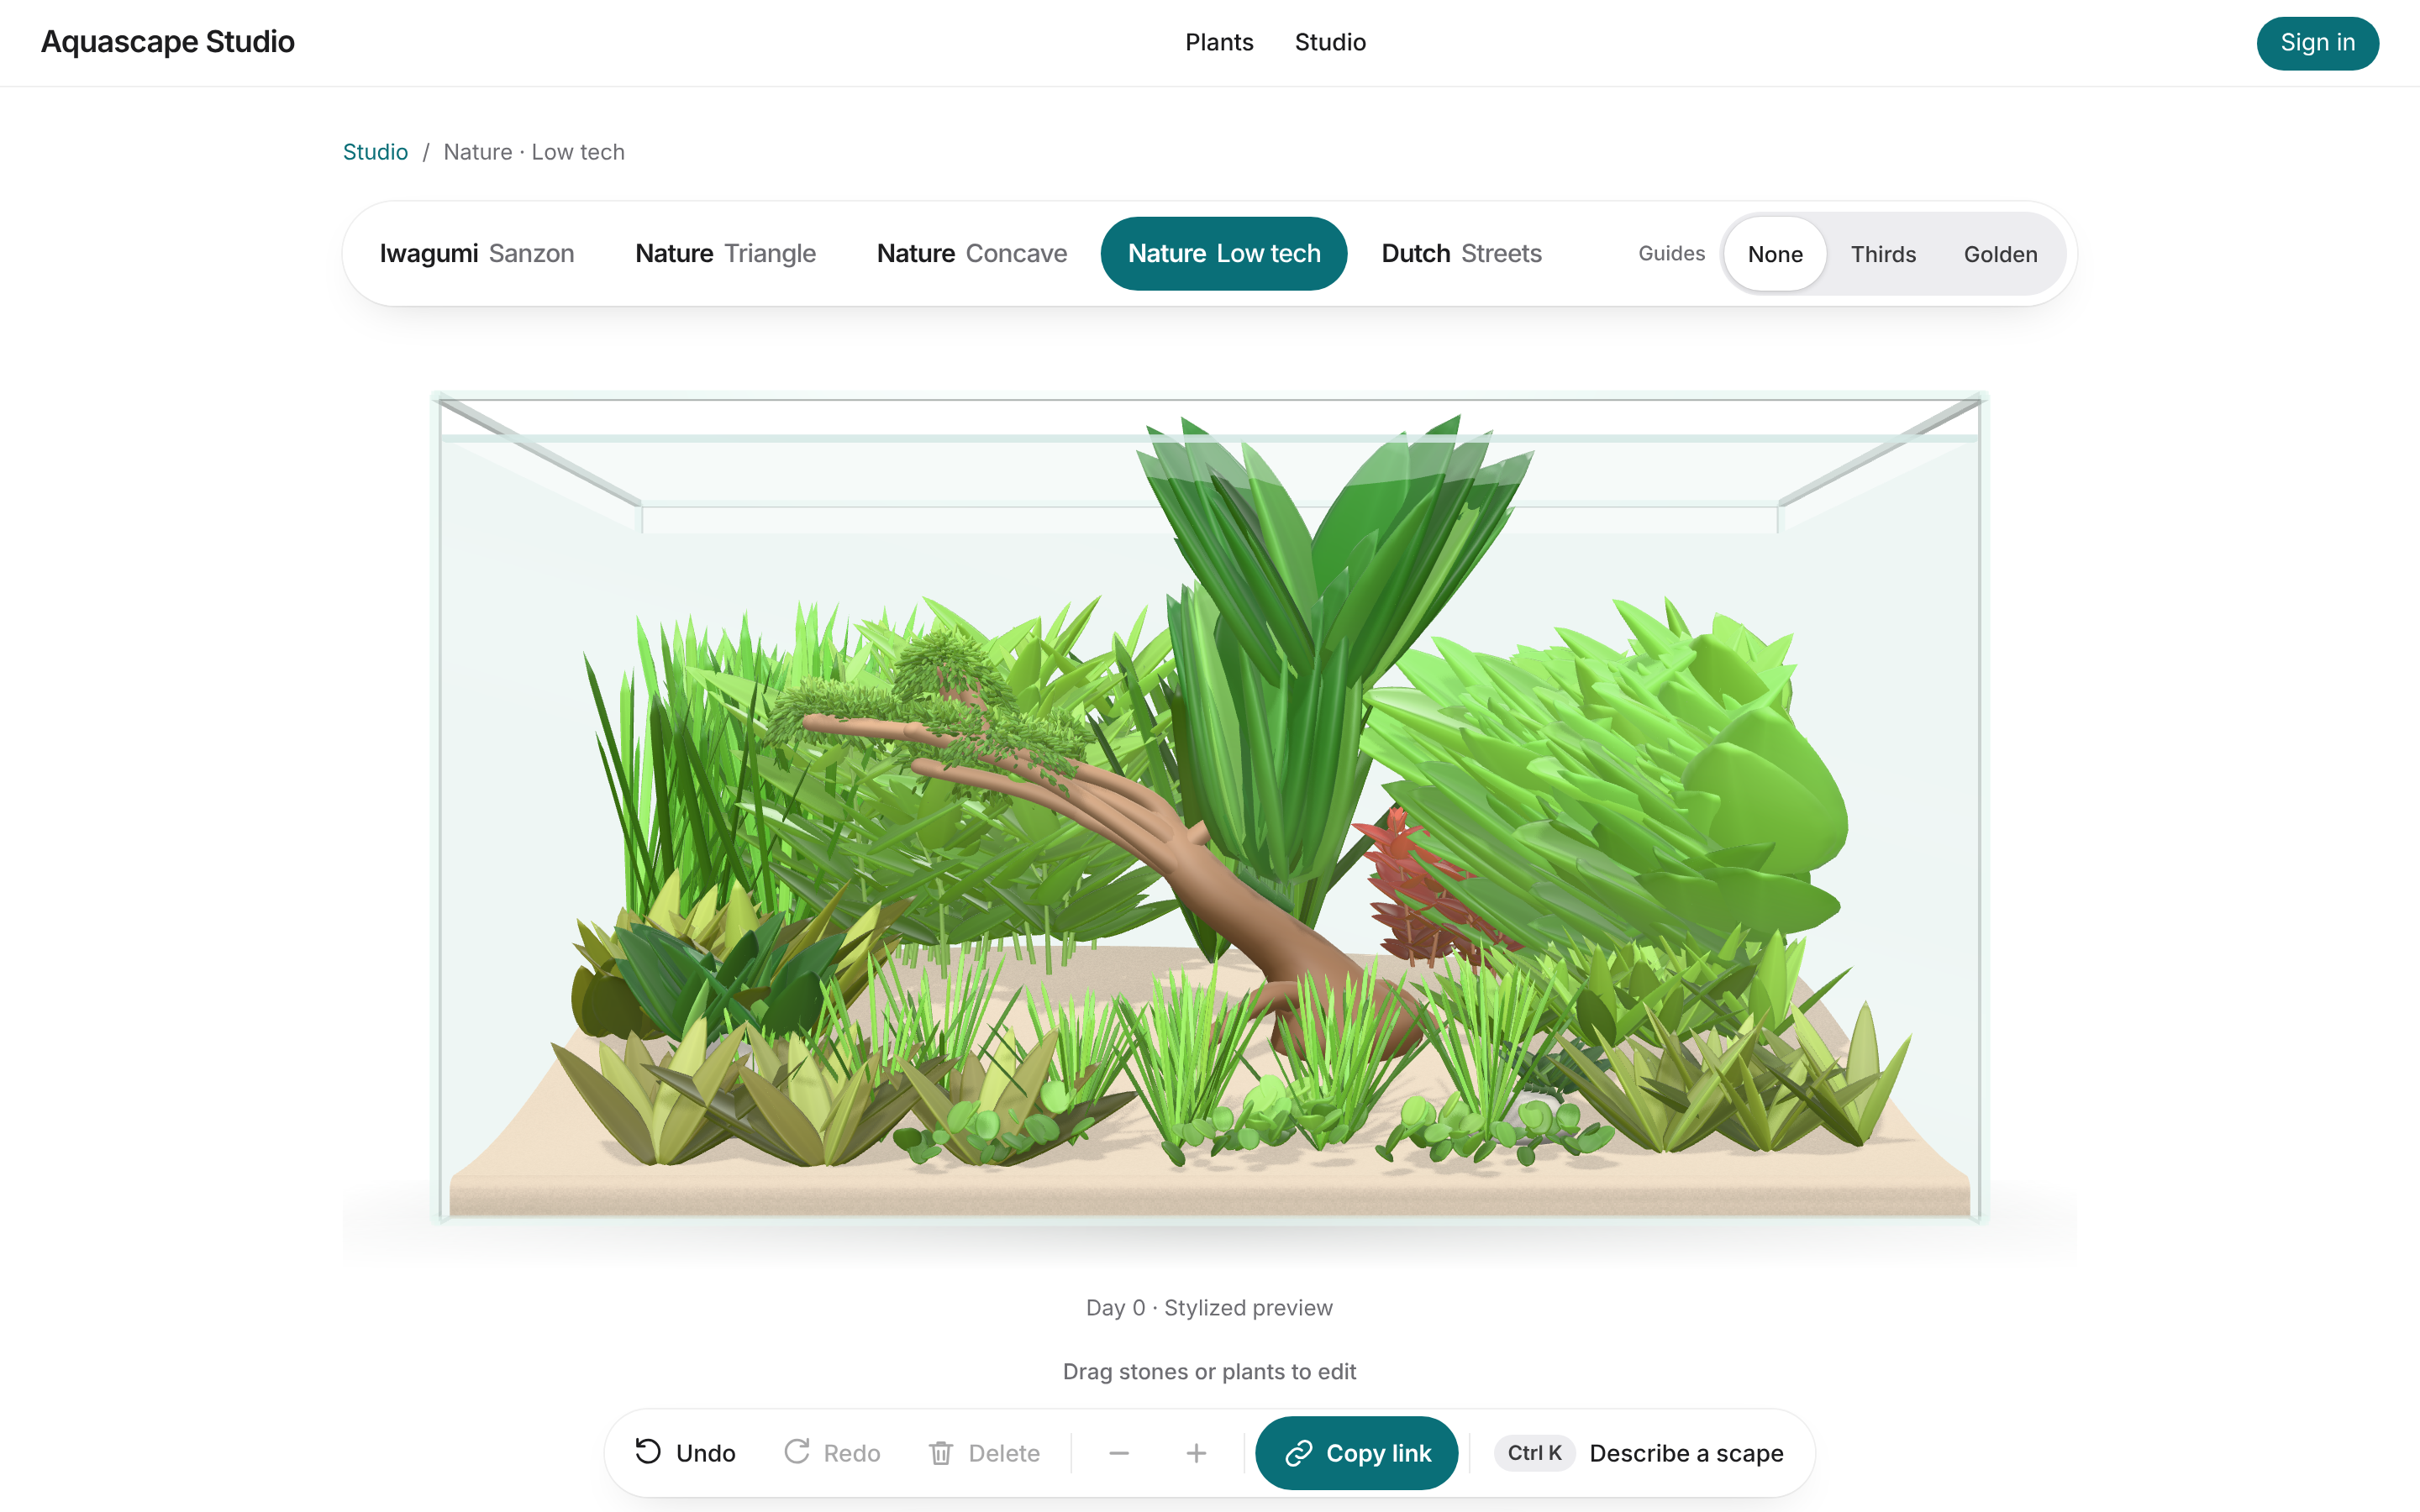 Aquascape Studio
Plants Studio
Sign in
Studio / Nature · Low tech
Iwagumi Sanzon
Nature Triangle
Nature Concave
Nature Low tech
Dutch Streets
Guides
None
Thirds
Golden
Day 0 · Stylized preview
Drag stones or plants to edit
Undo
Redo
Delete
− +
Copy link
Ctrl K Describe a scape